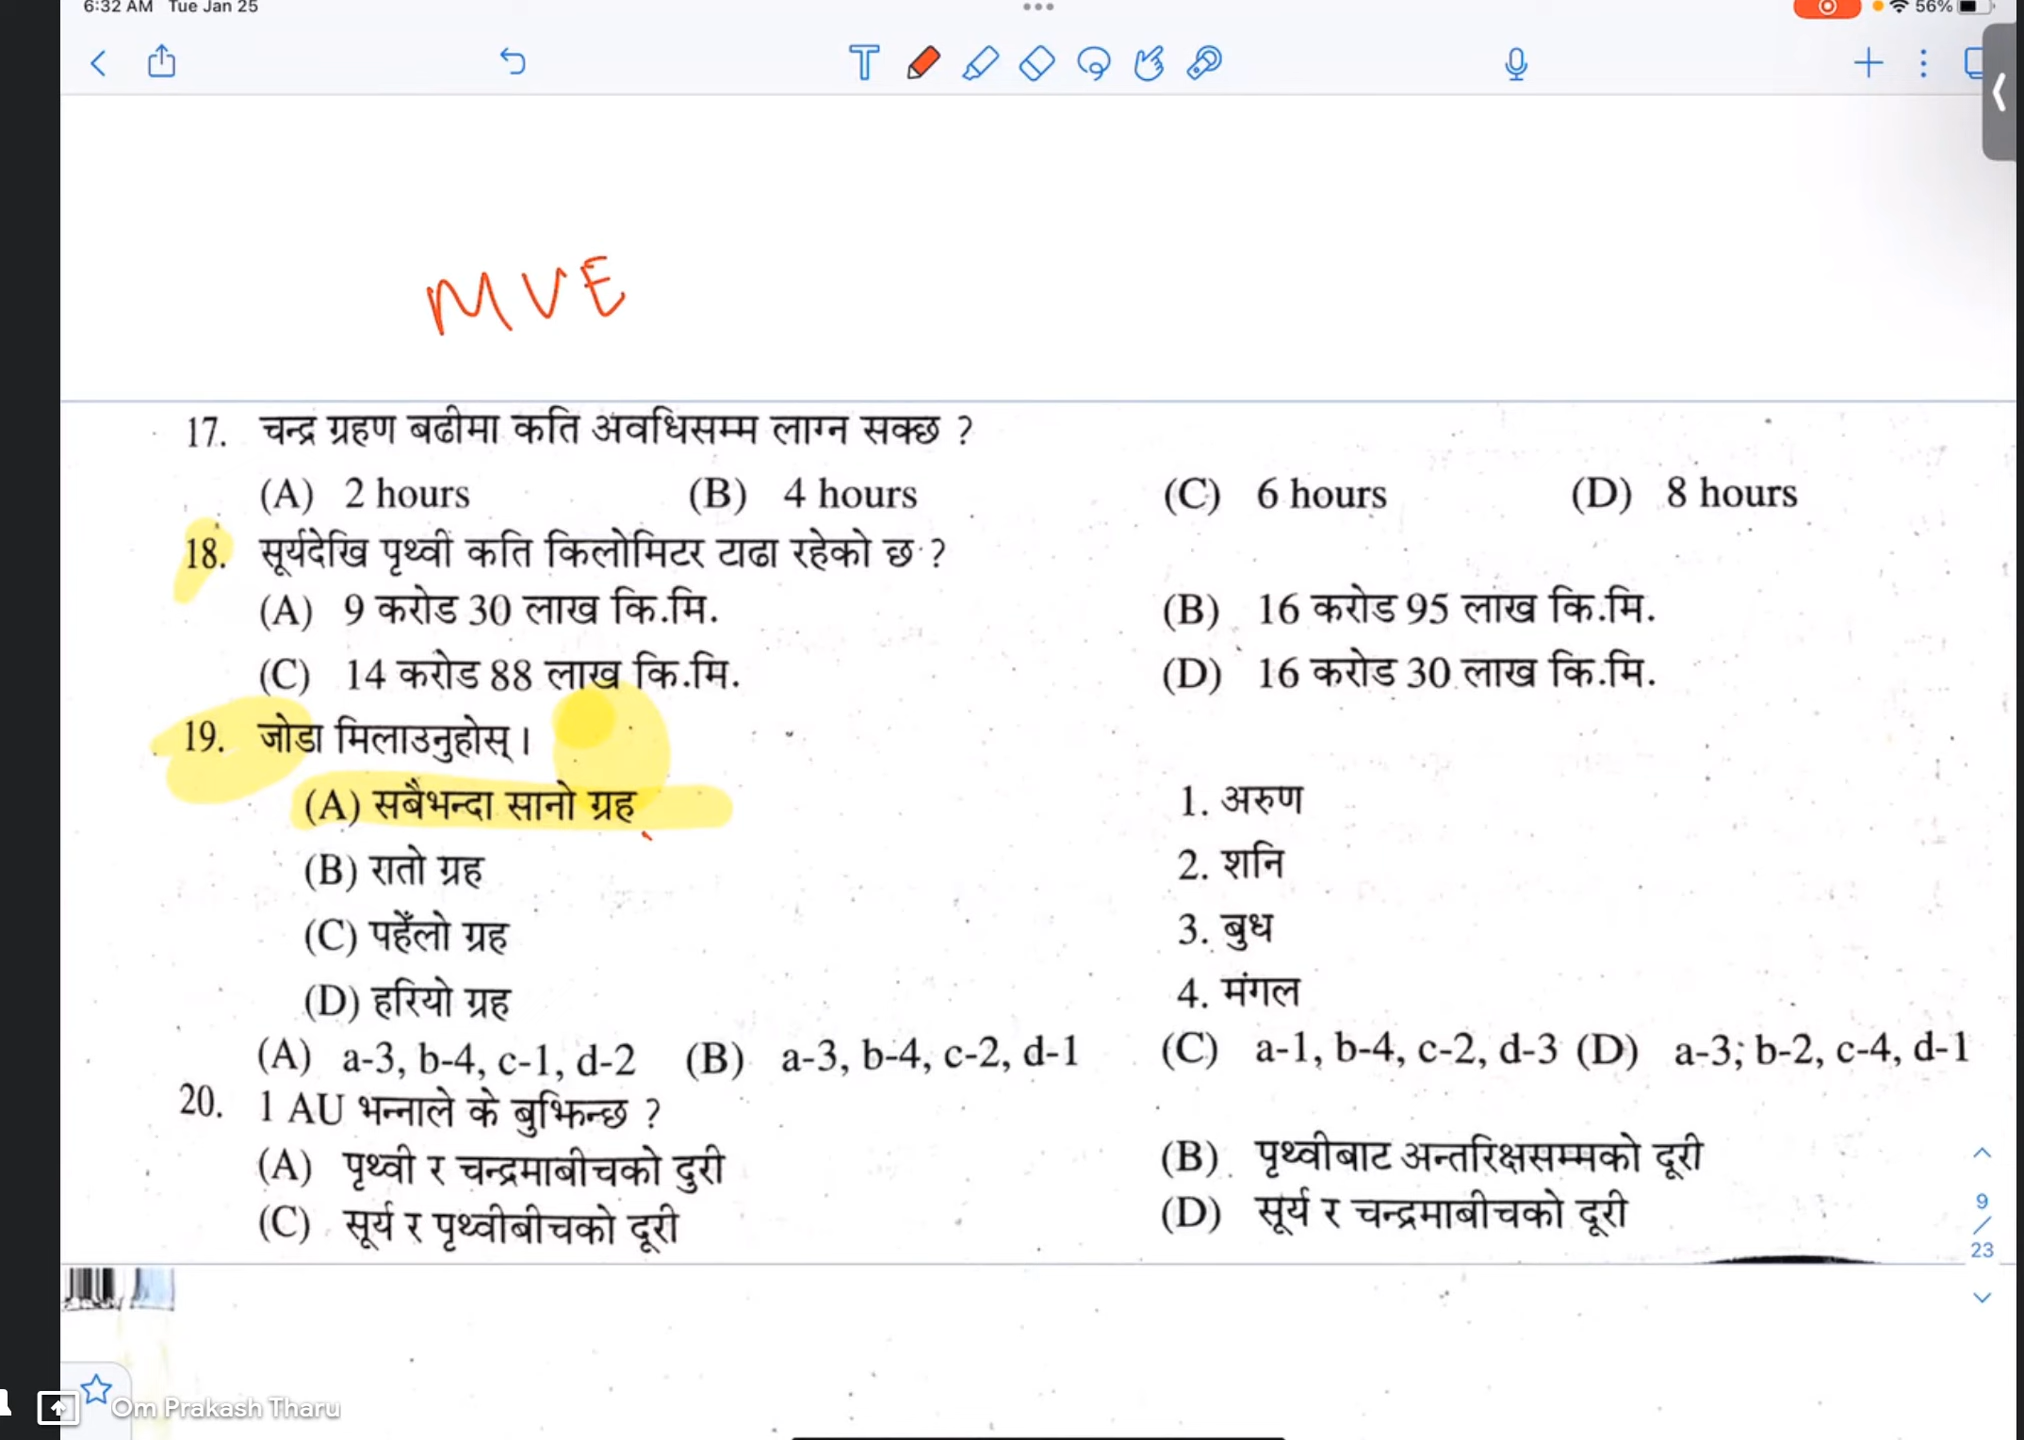 6:32 AM Tue Jan 25
56%
T
MVE
17. चन्द्र ग्रहण बढीमा कति अवधिसम्म लाग्न सक्छ ?
(A) 2 hours (B) 4 hours (C) 6 hours (D) 8 hours
18. सूर्यदेखि पृथ्वी कति किलोमिटर टाढा रहेको छ ?
(A) 9 करोड 30 लाख कि.मि. (B) 16 करोड 95 लाख कि.मि.
(C) 14 करोड 88 लाख कि.मि. (D) 16 करोड 30 लाख कि.मि.
19. जोडा मिलाउनुहोस् ।
(A) सबैभन्दा सानो ग्रह 1. अरुण
(B) रातो ग्रह 2. शनि
(C) पहेँलो ग्रह 3. बुध
(D) हरियो ग्रह 4. मंगल
(A) a-3, b-4, c-1, d-2 (B) a-3, b-4, c-2, d-1 (C) a-1, b-4, c-2, d-3 (D) a-3; b-2, c-4, d-1
20. 1 AU भन्नाले के बुझिन्छ ?
(A) पृथ्वी र चन्द्रमाबीचको दुरी (B) पृथ्वीबाट अन्तरिक्षसम्मको दूरी
(C) सूर्य र पृथ्वीबीचको दूरी (D) सूर्य र चन्द्रमाबीचको दूरी
9
/
23
Om Prakash Tharu